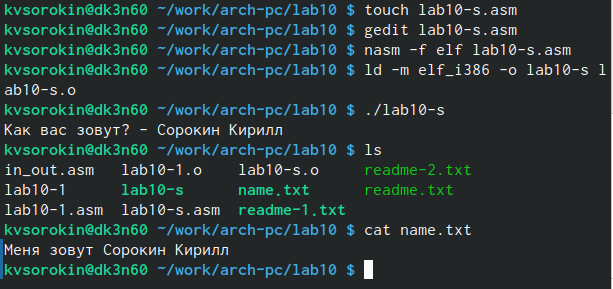 kvsorokin@dk3n60 ~/work/arch-pc/lab10 $ touch lab10-s.asm
kvsorokin@dk3n60 ~/work/arch-pc/lab10 $ gedit lab10-s.asm
kvsorokin@dk3n60 ~/work/arch-pc/lab10 $ nasm -f elf lab10-s.asm
kvsorokin@dk3n60 ~/work/arch-pc/lab10 $ ld -m elf_i386 -o lab10-s l
ab10-s.o
kvsorokin@dk3n60 ~/work/arch-pc/lab10 $ ./lab10-s
Как вас зовут? - Сорокин Кирилл
kvsorokin@dk3n60 ~/work/arch-pc/lab10 $ ls
in_out.asm lab10-1.o lab10-s.o readme-2.txt
lab10-1 lab10-s name.txt readme.txt
lab10-1.asm lab10-s.asm readme-1.txt
kvsorokin@dk3n60 ~/work/arch-pc/lab10 $ cat name.txt
Меня зовут Сорокин Кирилл
kvsorokin@dk3n60 ~/work/arch-pc/lab10 $